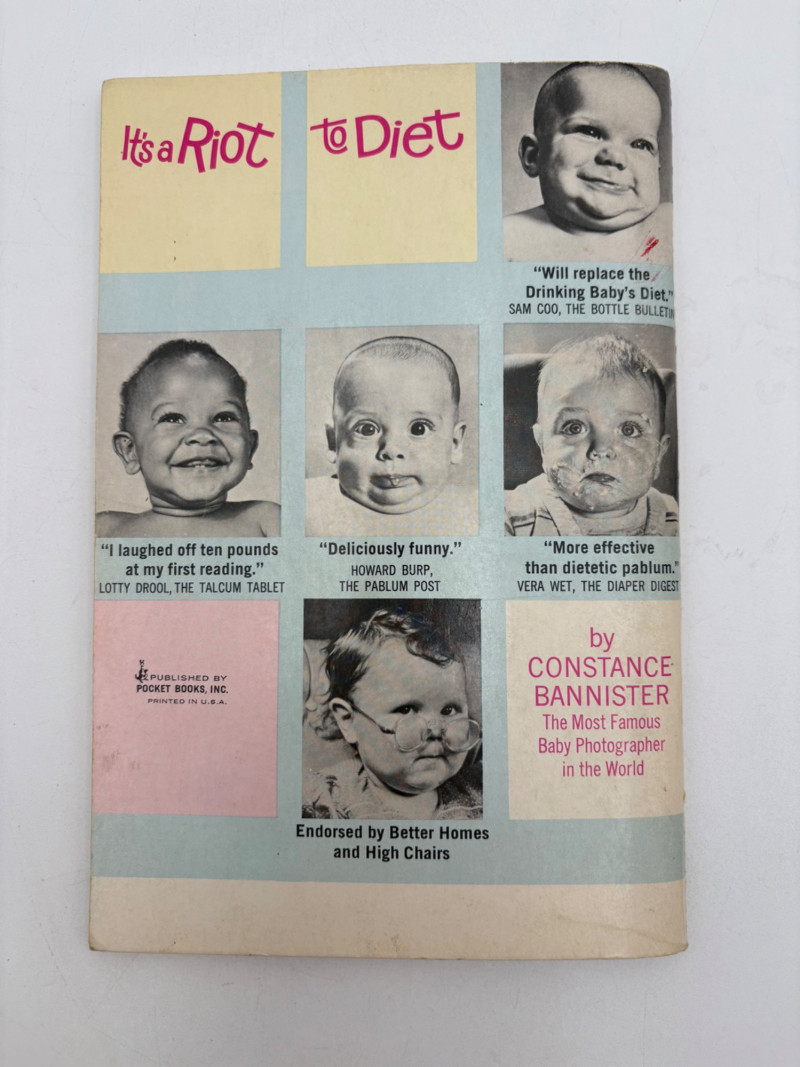 It's a Riot to Diet
"Will replace the
Drinking Baby's Diet."
SAM COO, THE BOTTLE BULLETIN
"I laughed off ten pounds
at my first reading."
LOTTY DROOL, THE TALCUM TABLET
"Deliciously funny."
HOWARD BURP,
THE PABLUM POST
"More effective
than dietetic pablum."
VERA WET, THE DIAPER DIGEST
PUBLISHED BY
POCKET BOOKS, INC.
PRINTED IN U.S.A.
Endorsed by Better Homes
and High Chairs
by
CONSTANCE
BANNISTER
The Most Famous
Baby Photographer
in the World